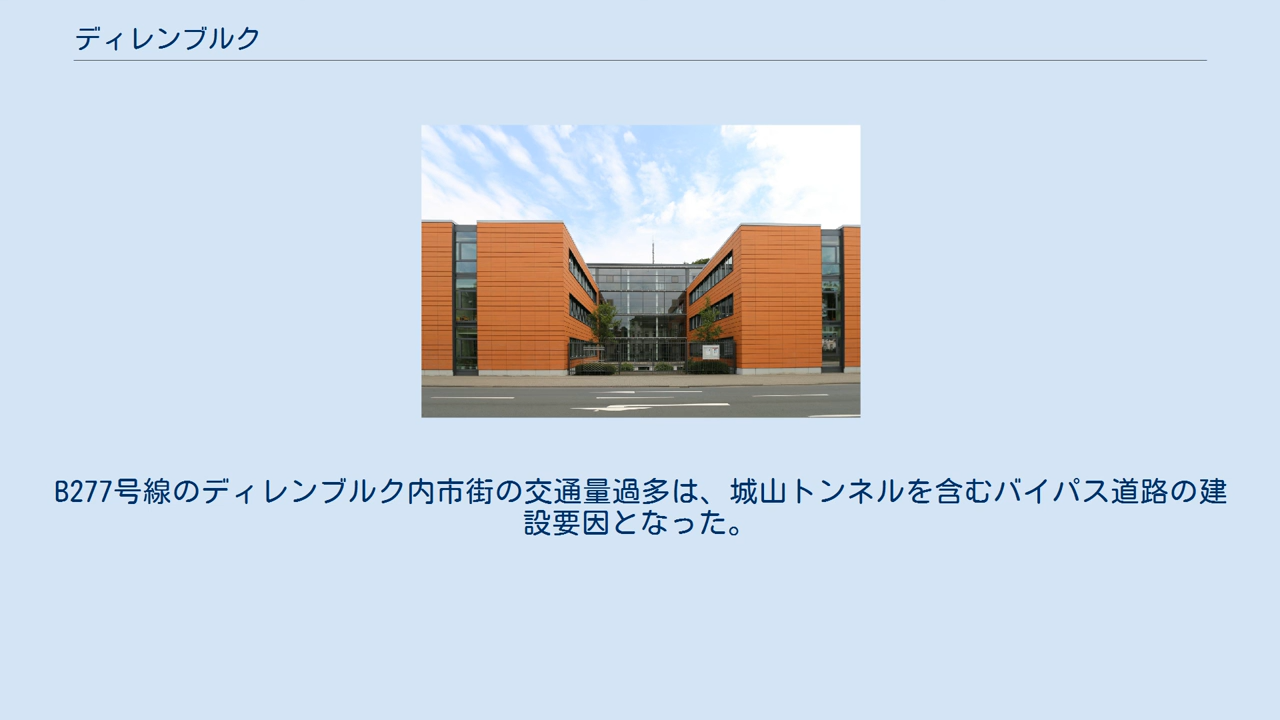 ディレンブルク
B277号線のディレンブルク内市街の交通量過多は、城山トンネルを含むバイパス道路の建
設要因となった。